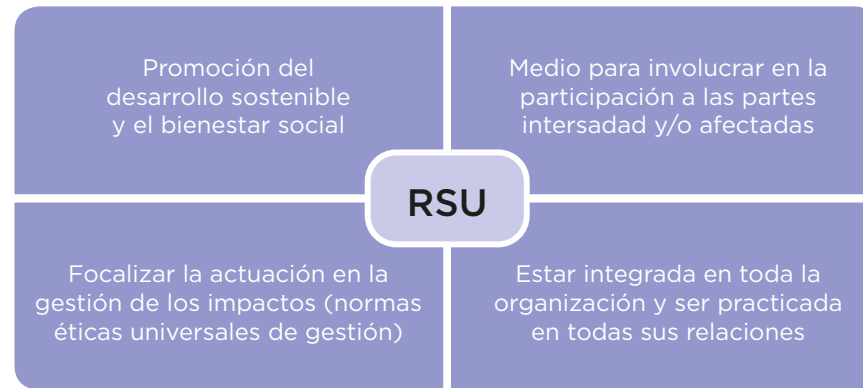 Promoción del
desarrollo sostenible
y el bienestar social
Medio para involucrar en la
participación a las partes
intersadad y/o afectadas
RSU
Focalizar la actuación en la
gestión de los impactos (normas
éticas universales de gestión)
Estar integrada en toda la
organización y ser practicada
en todas sus relaciones